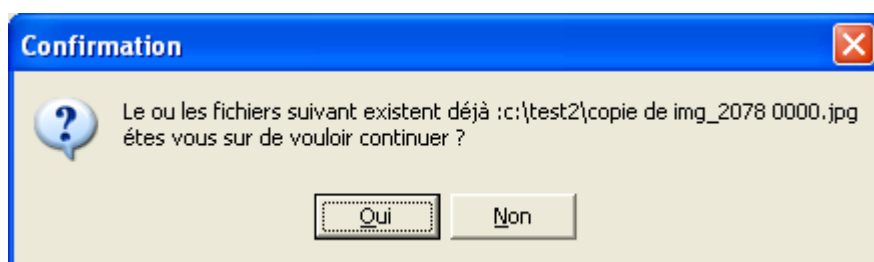 Confirmation
Le ou les fichiers suivant existent déjà :c:\test2\copie de img_2078 0000.jpg
étes vous sur de vouloir continuer ?
Oui
Non